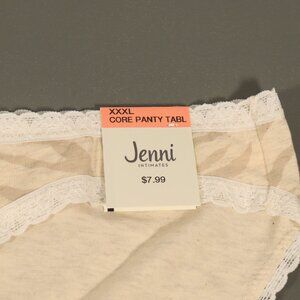 XXXL
CORE PANTY TABL
Jenni
INTIMATES
$7.99